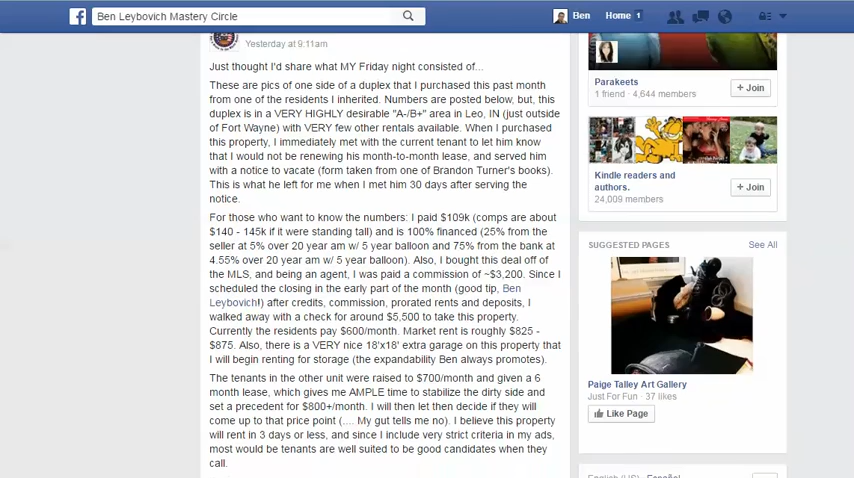 Ben Leybovich Mastery Circle
Ben
Home 1
Yesterday at 9:11am
Just thought I'd share what MY Friday night consisted of...
These are pics of one side of a duplex that I purchased this past month
from one of the residents I inherited. Numbers are posted below, but, this
duplex is in a VERY HIGHLY desirable "A-/B+" area in Leo, IN (just outside
of Fort Wayne) with VERY few other rentals available. When I purchased
this property, I immediately met with the current tenant to let him know
that I would not be renewing his month-to-month lease, and served him
with a notice to vacate (form taken from one of Brandon Turner's books).
This is what he left for me when I met him 30 days after serving the
notice.
For those who want to know the numbers: I paid $109k (comps are about
$140 - 145k if it were standing tall) and is 100% financed (25% from the
seller at 5% over 20 year am w/ 5 year balloon and 75% from the bank at
4.55% over 20 year am w/ 5 year balloon). Also, I bought this deal off of
the MLS, and being an agent, I was paid a commission of ~$3,200. Since I
scheduled the closing in the early part of the month (good tip, Ben
Leybovich!) after credits, commission, prorated rents and deposits, I
walked away with a check for around $5,500 to take this property.
Currently the residents pay $600/month. Market rent is roughly $825 -
$875. Also, there is a VERY nice 18'x18' extra garage on this property that
I will begin renting for storage (the expandability Ben always promotes).
The tenants in the other unit were raised to $700/month and given a 6
month lease, which gives me AMPLE time to stabilize the dirty side and
set a precedent for $800+/month. I will then let then decide if they will
come up to that price point (.... My gut tells me no). I believe this property
will rent in 3 days or less, and since I include very strict criteria in my ads,
most would be tenants are well suited to be good candidates when they
call.
Parakeets
1 friend · 4,644 members
+ Join
Kindle readers and
authors.
24,009 members
+ Join
SUGGESTED PAGES
See All
Paige Talley Art Gallery
Just For Fun · 37 likes
Like Page
English (US) · Español